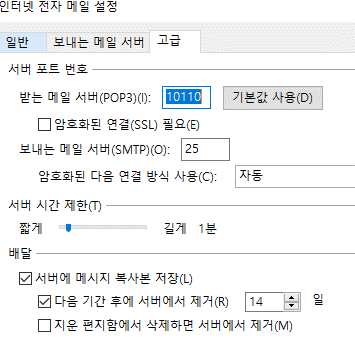 인터넷 전자 메일 설정
일반 보내는 메일 서버 고급
서버 포트 번호
받는 메일 서버(POP3)(I): 10110 기본값 사용(D)
암호화된 연결(SSL) 필요(E)
보내는 메일 서버(SMTP)(O): 25
암호화된 다음 연결 방식 사용(C): 자동
서버 시간 제한(T)
짧게 길게 1분
배달
서버에 메시지 복사본 저장(L)
다음 기간 후에 서버에서 제거(R) 14 일
지운 편지함에서 삭제하면 서버에서 제거(M)